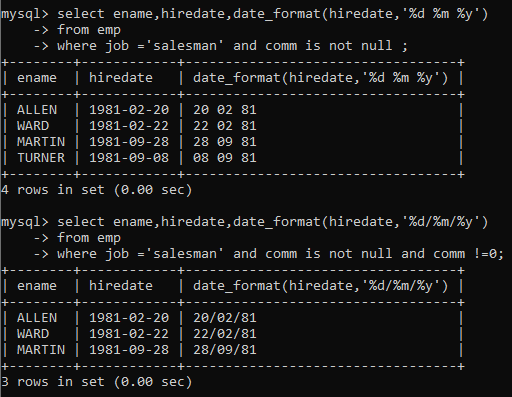 mysql> select ename,hiredate,date_format(hiredate,'%d %m %y')
    -> from emp
    -> where job ='salesman' and comm is not null ;
+--------+------------+----------------------------------+
| ename  | hiredate   | date_format(hiredate,'%d %m %y') |
+--------+------------+----------------------------------+
| ALLEN  | 1981-02-20 | 20 02 81                         |
| WARD   | 1981-02-22 | 22 02 81                         |
| MARTIN | 1981-09-28 | 28 09 81                         |
| TURNER | 1981-09-08 | 08 09 81                         |
+--------+------------+----------------------------------+
4 rows in set (0.00 sec)

mysql> select ename,hiredate,date_format(hiredate,'%d/%m/%y')
    -> from emp
    -> where job ='salesman' and comm is not null and comm !=0;
+--------+------------+----------------------------------+
| ename  | hiredate   | date_format(hiredate,'%d/%m/%y') |
+--------+------------+----------------------------------+
| ALLEN  | 1981-02-20 | 20/02/81                         |
| WARD   | 1981-02-22 | 22/02/81                         |
| MARTIN | 1981-09-28 | 28/09/81                         |
+--------+------------+----------------------------------+
3 rows in set (0.00 sec)